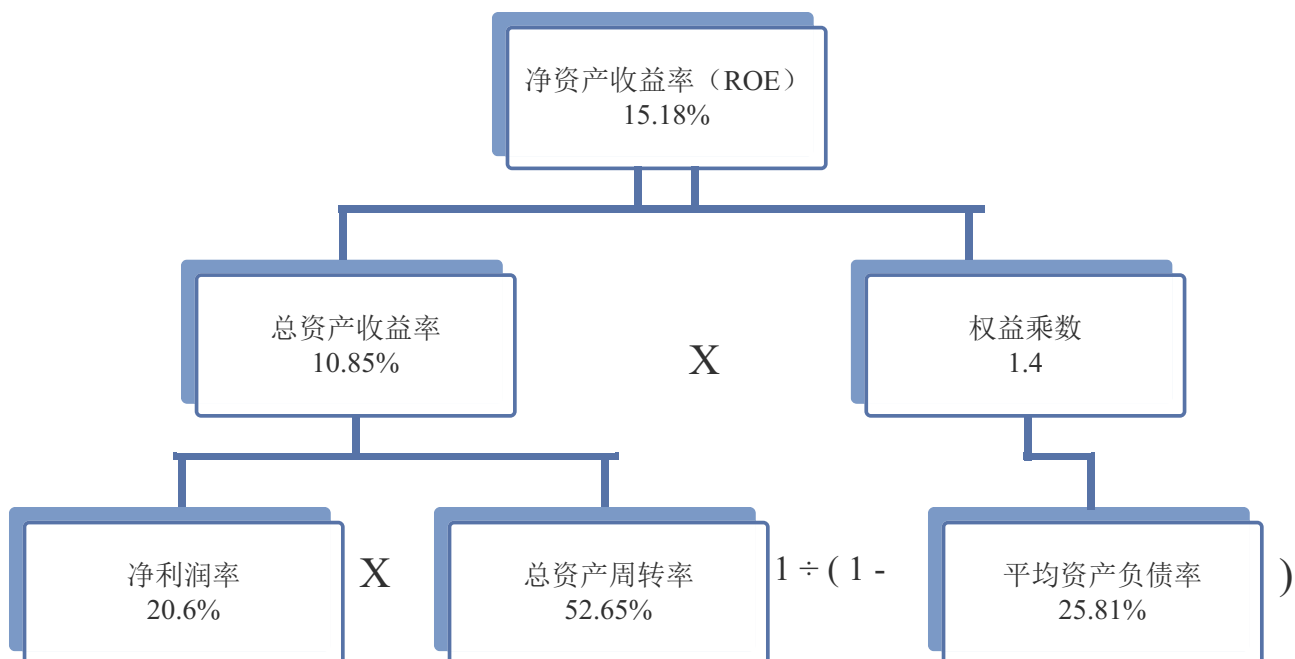 净资产收益率（ROE）
15.18%
总资产收益率
10.85%
X
权益乘数
1.4
净利润率
20.6%
X
总资产周转率
52.65%
1 ÷ ( 1 -
平均资产负债率
25.81%
)